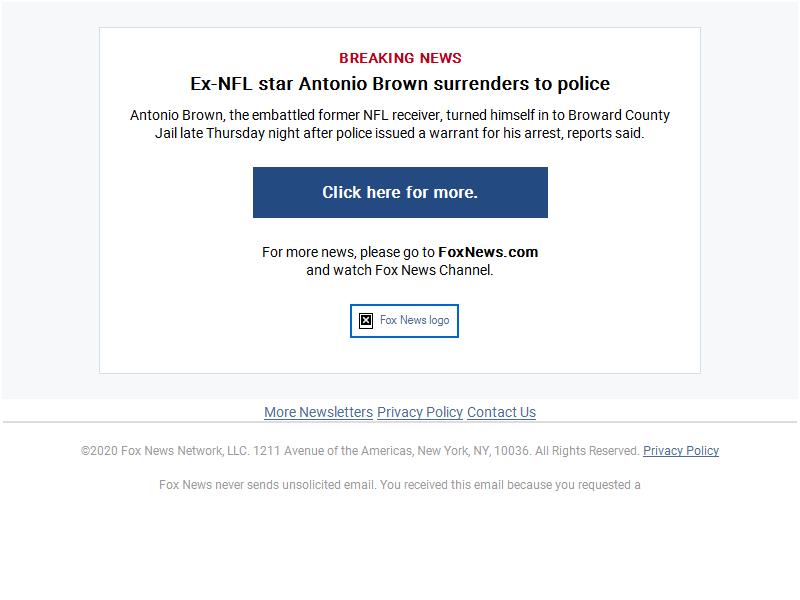 BREAKING NEWS
Ex-NFL star Antonio Brown surrenders to police
Antonio Brown, the embattled former NFL receiver, turned himself in to Broward County
Jail late Thursday night after police issued a warrant for his arrest, reports said.
Click here for more.
For more news, please go to FoxNews.com
and watch Fox News Channel.
Fox News logo
More Newsletters Privacy Policy Contact Us
©2020 Fox News Network, LLC. 1211 Avenue of the Americas, New York, NY, 10036. All Rights Reserved. Privacy Policy
Fox News never sends unsolicited email. You received this email because you requested a